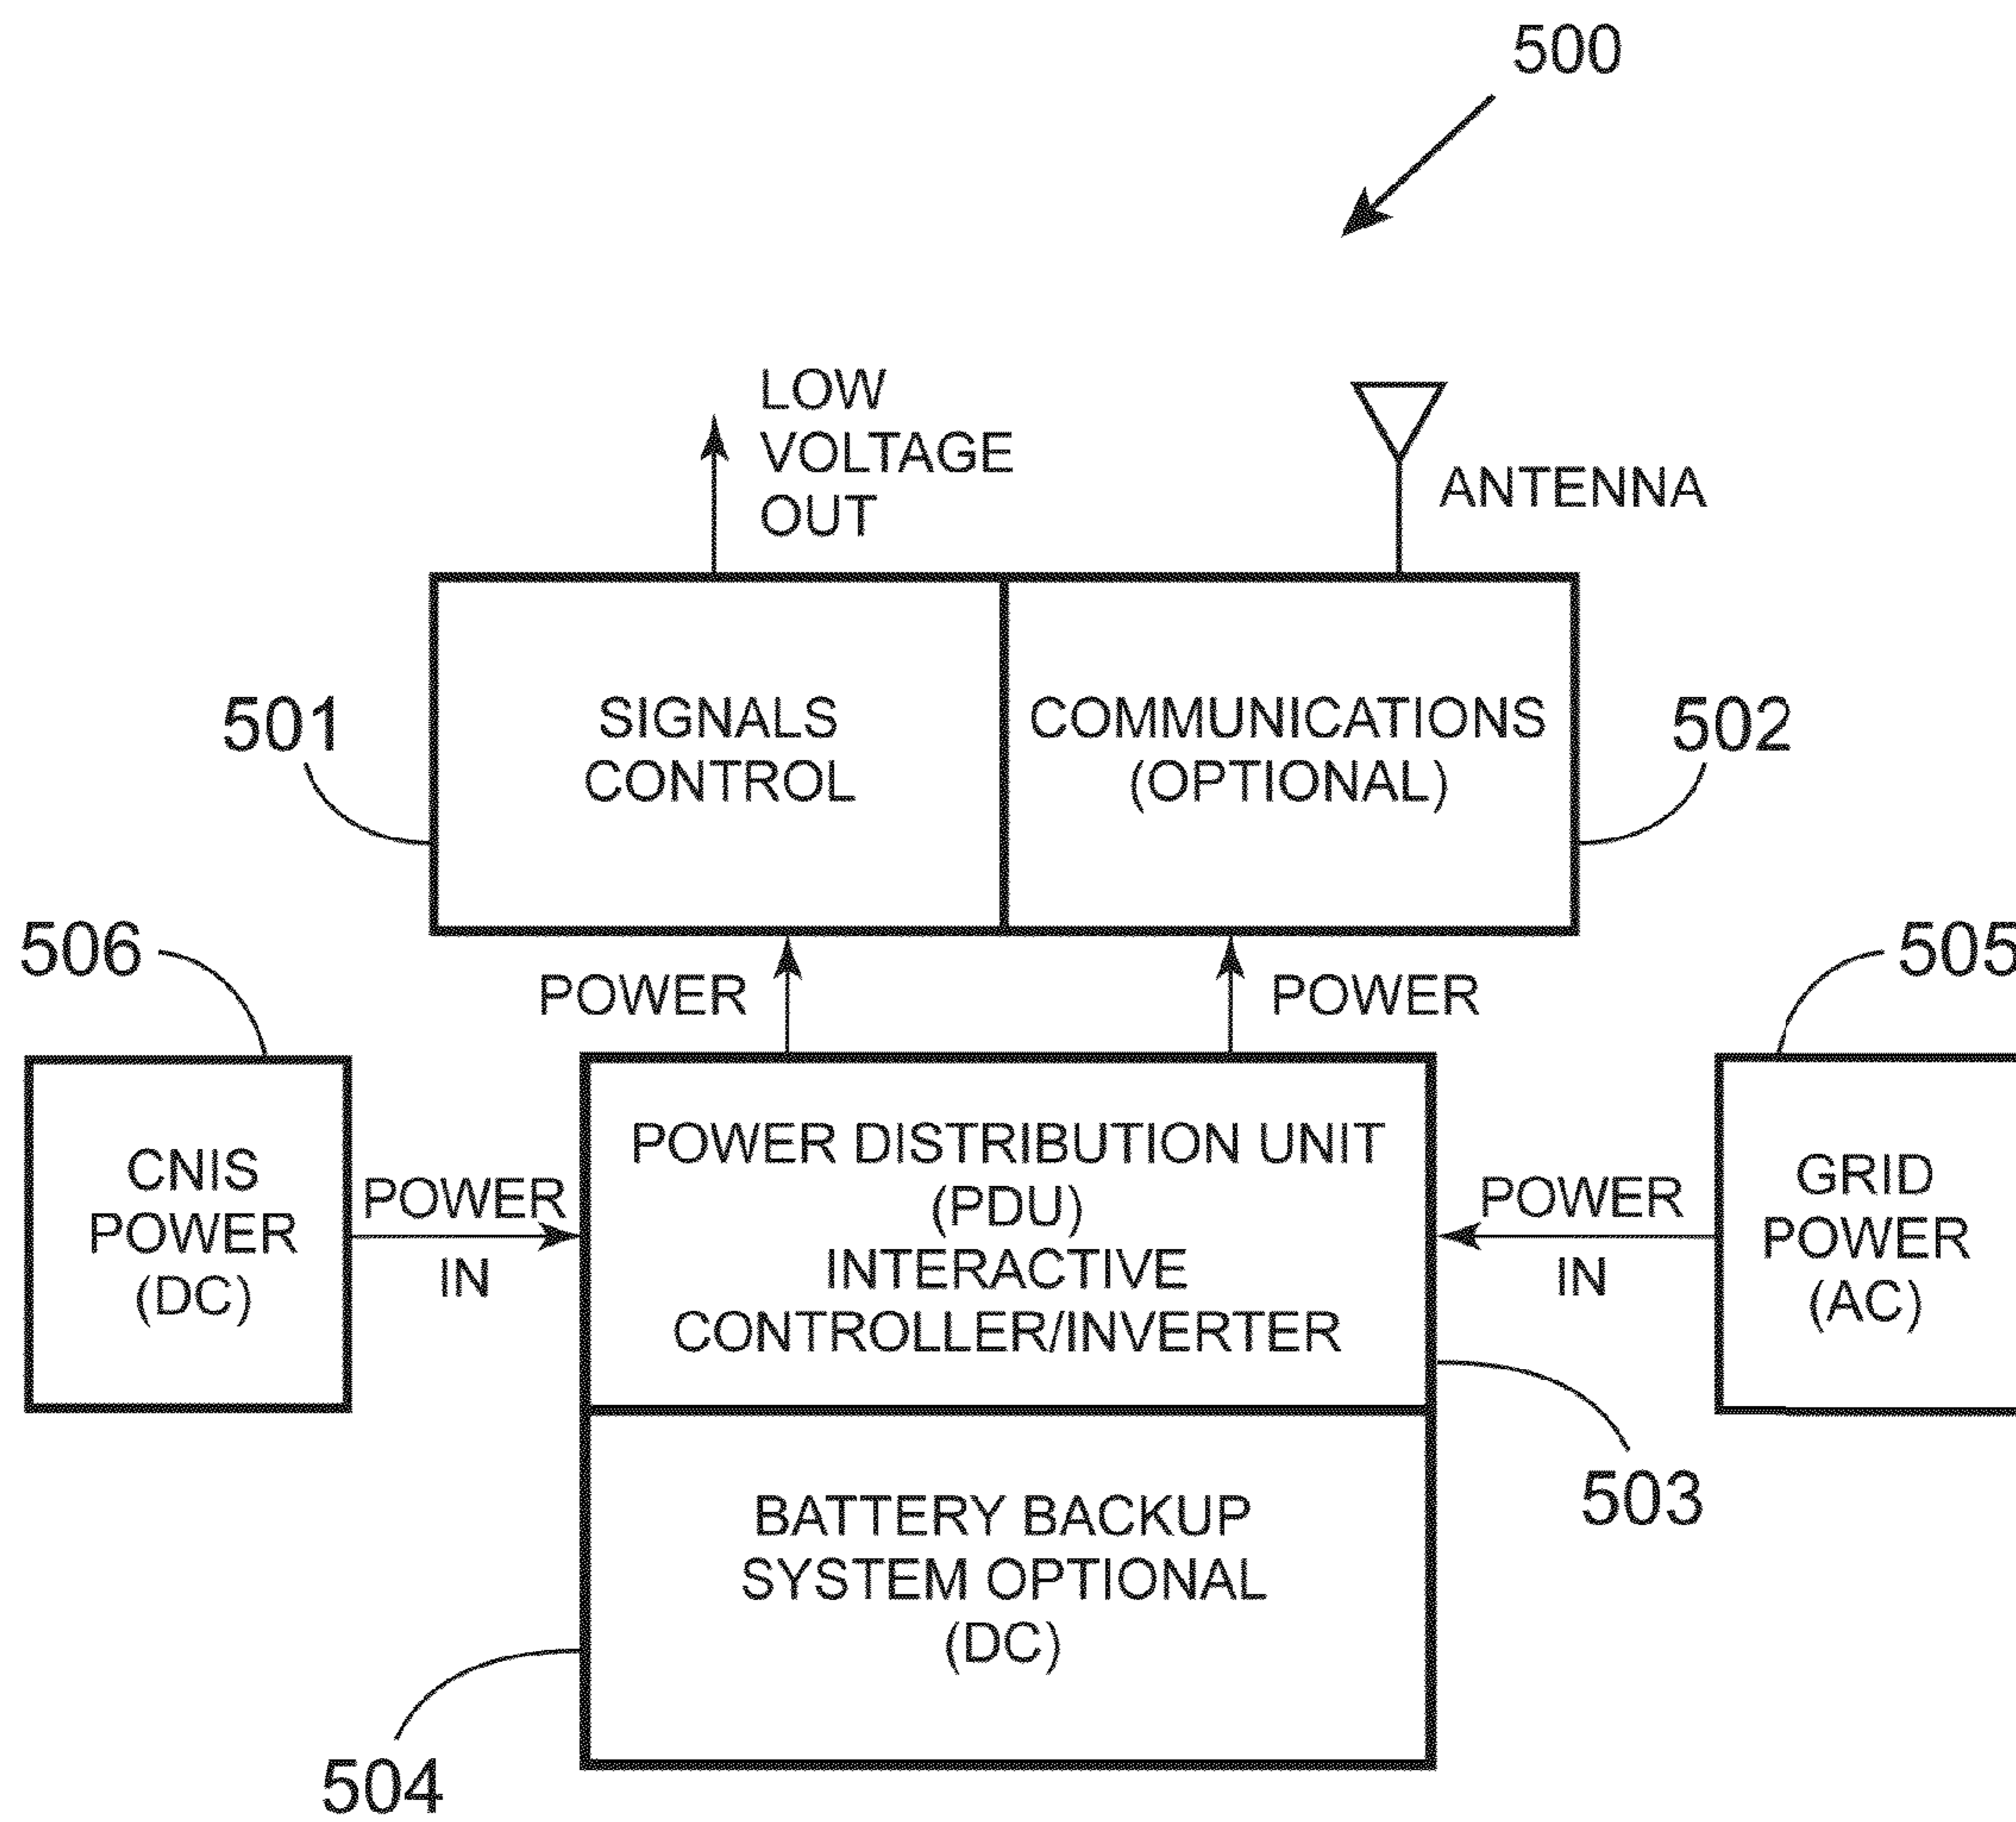 500
LOW
VOLTAGE
OUT
ANTENNA
501
SIGNALS
CONTROL
COMMUNICATIONS
(OPTIONAL)
502
506
POWER
POWER
505
CNIS
POWER
(DC)
POWER
IN
POWER DISTRIBUTION UNIT
(PDU)
INTERACTIVE
CONTROLLER/INVERTER
POWER
IN
GRID
POWER
(AC)
503
BATTERY BACKUP
SYSTEM OPTIONAL
(DC)
504